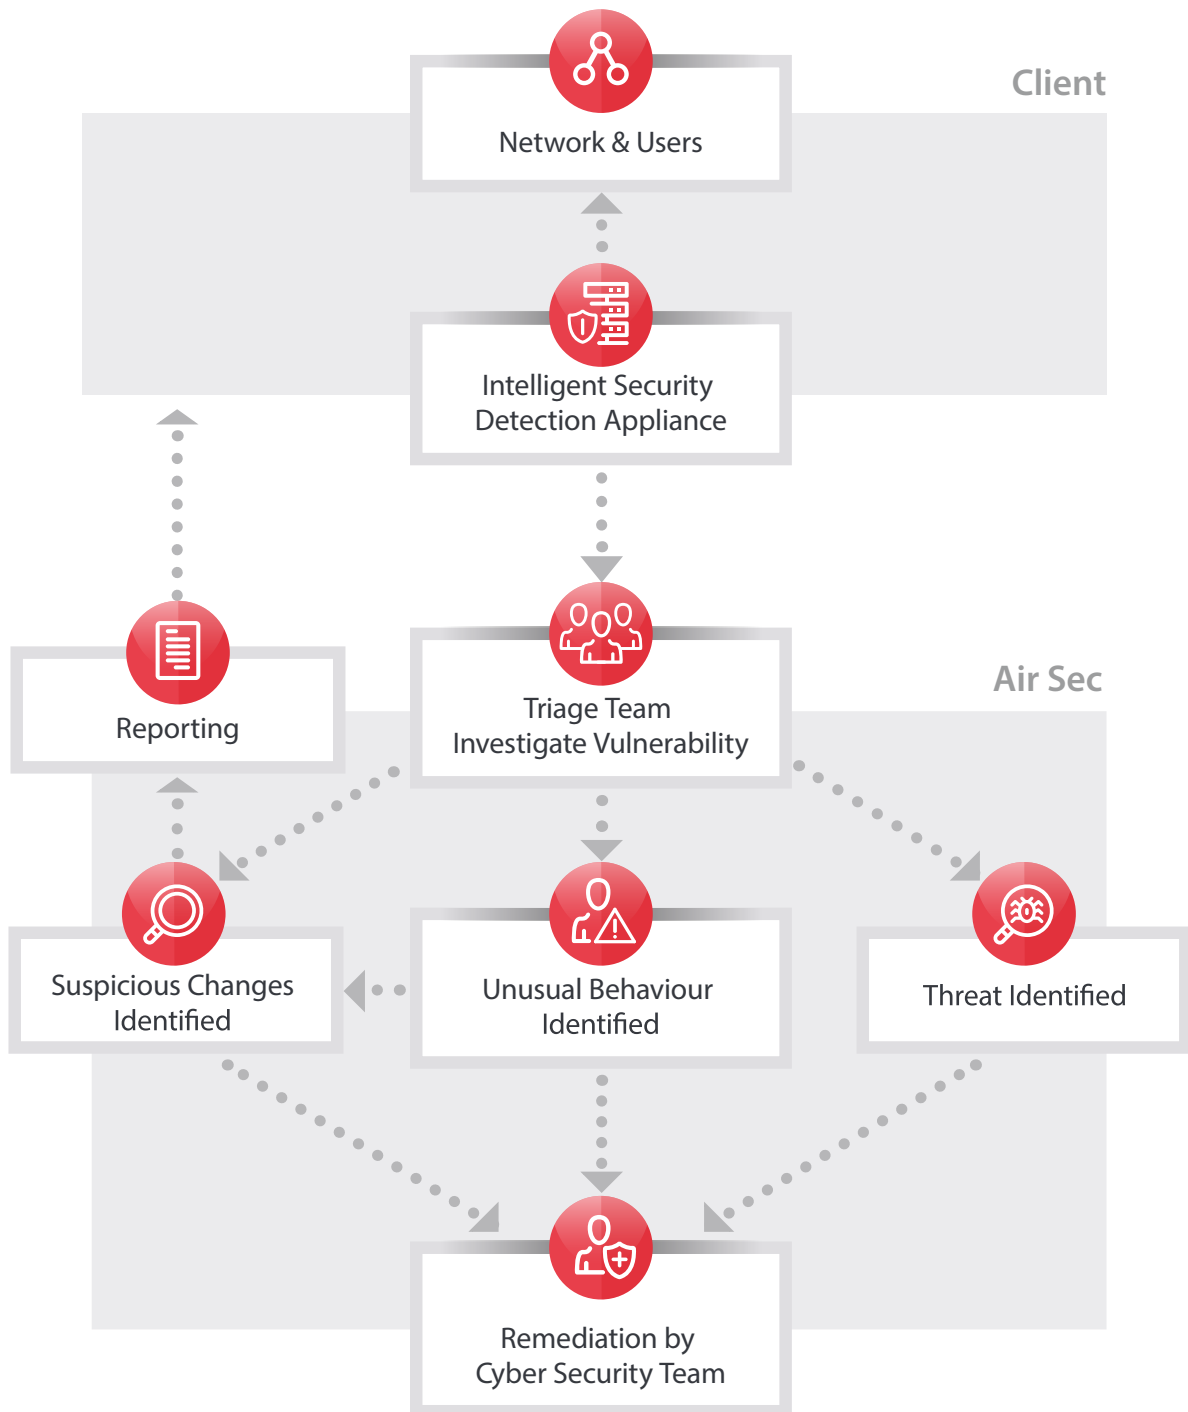 Client
Network & Users
Intelligent Security
Detection Appliance
Air Sec
Triage Team
Investigate Vulnerability
Reporting
Suspicious Changes
Identified
Unusual Behaviour
Identified
Threat Identified
Remediation by
Cyber Security Team